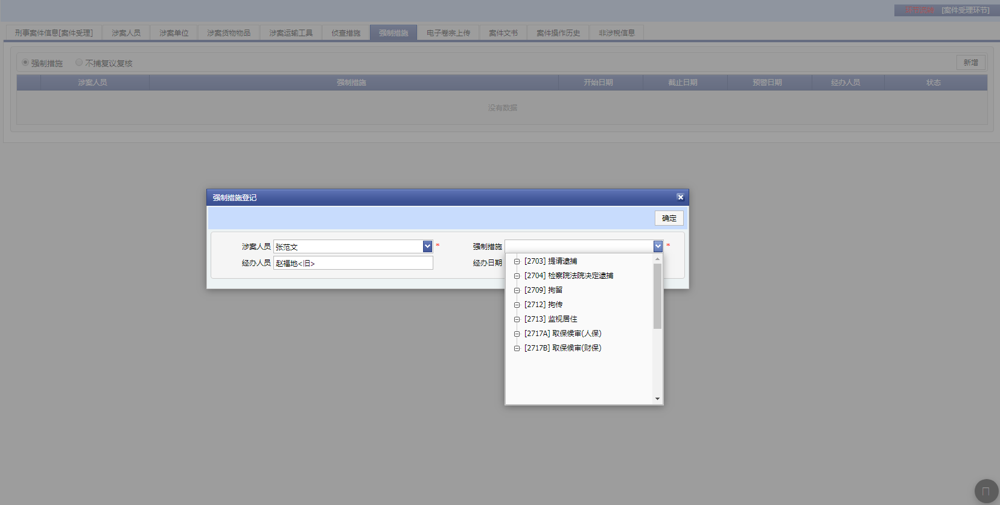 [案件受理环节]
刑事案件信息[案件受理] 涉案人员 涉案单位 涉案货物物品 涉案运输工具 侦查措施 强制措施 电子卷宗上传 案件文书 案件操作历史 非涉税信息
强制措施 不捕复议复核 新增
涉案人员 强制措施 开始日期 截止日期 预警日期 经办人员 状态
没有数据
强制措施登记
确定
涉案人员 张范文 * 强制措施 *
经办人员 赵福地<旧> 经办日期
[2703] 提请逮捕
[2704] 检察院法院决定逮捕
[2709] 拘留
[2712] 拘传
[2713] 监视居住
[2717A] 取保候审(人保)
[2717B] 取保候审(财保)